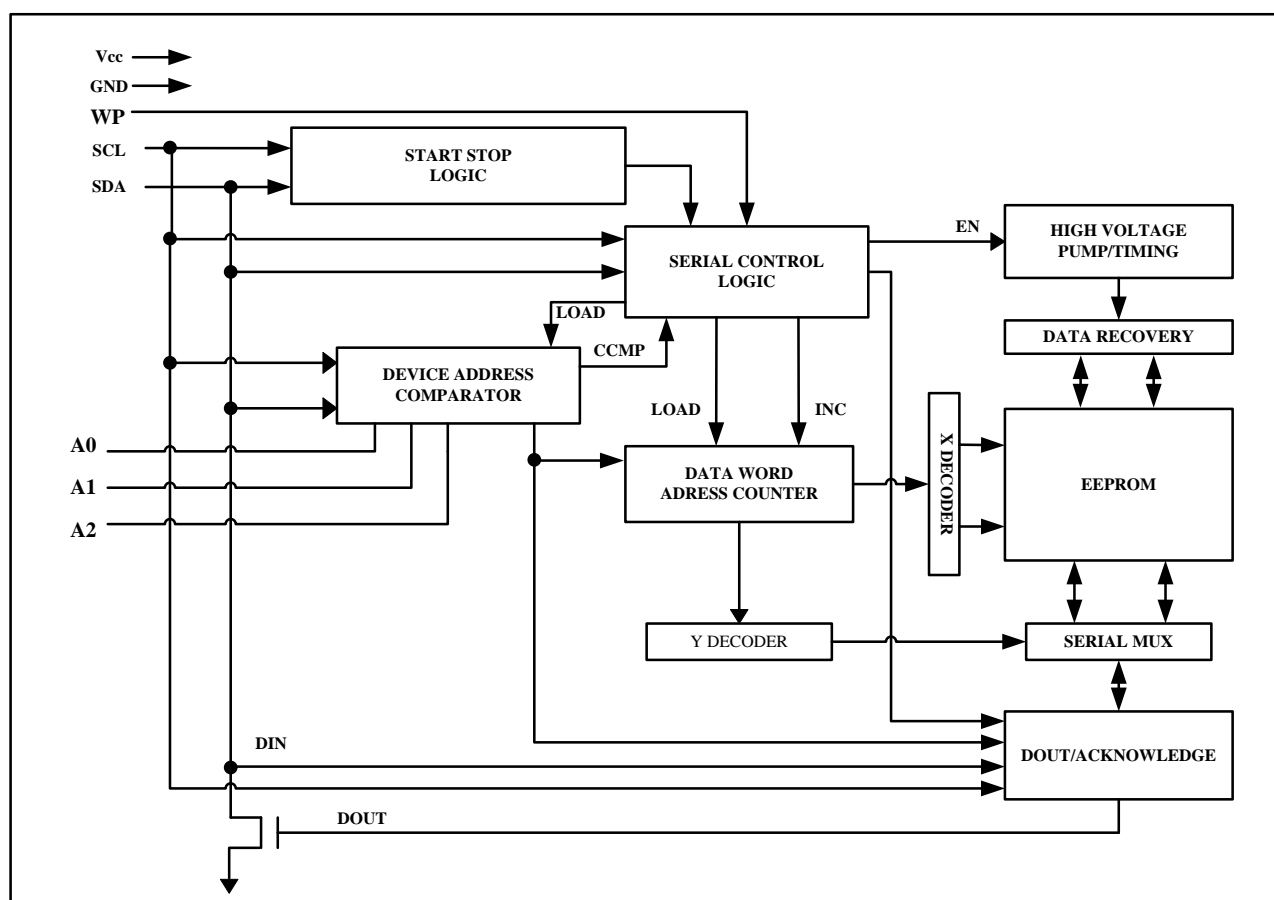 Vcc
GND
WP
SCL
SDA
START STOP
LOGIC
SERIAL CONTROL
LOGIC
EN
HIGH VOLTAGE
PUMP/TIMING
LOAD
CCMP
DATA RECOVERY
DEVICE ADDRESS
COMPARATOR
LOAD
INC
A0
A1
A2
DATA WORD
ADRESS COUNTER
X DECODER
EEPROM
Y DECODER
SERIAL MUX
DIN
DOUT/ACKNOWLEDGE
DOUT